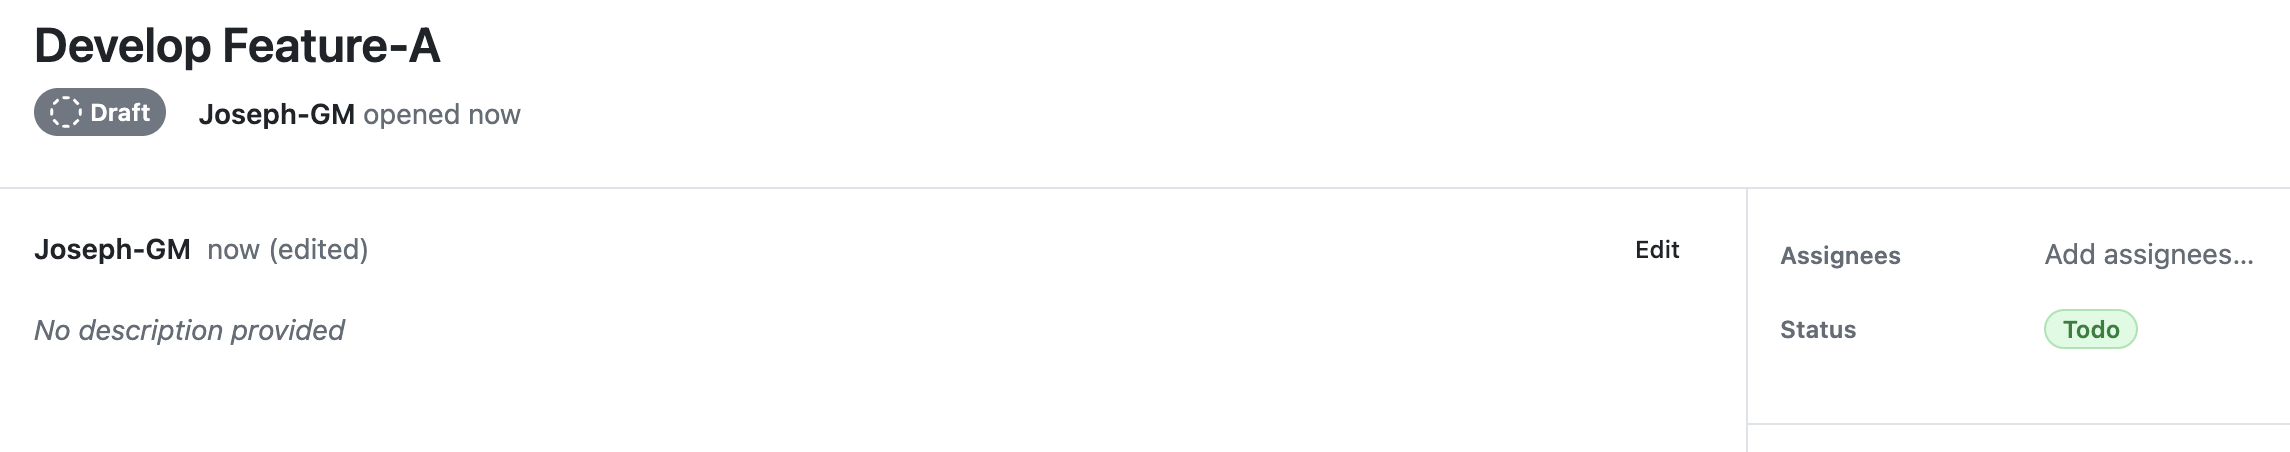 Develop Feature-A
Draft Joseph-GM opened now
Joseph-GM now (edited) Edit
No description provided
Assignees Add assignees...
Status Todo